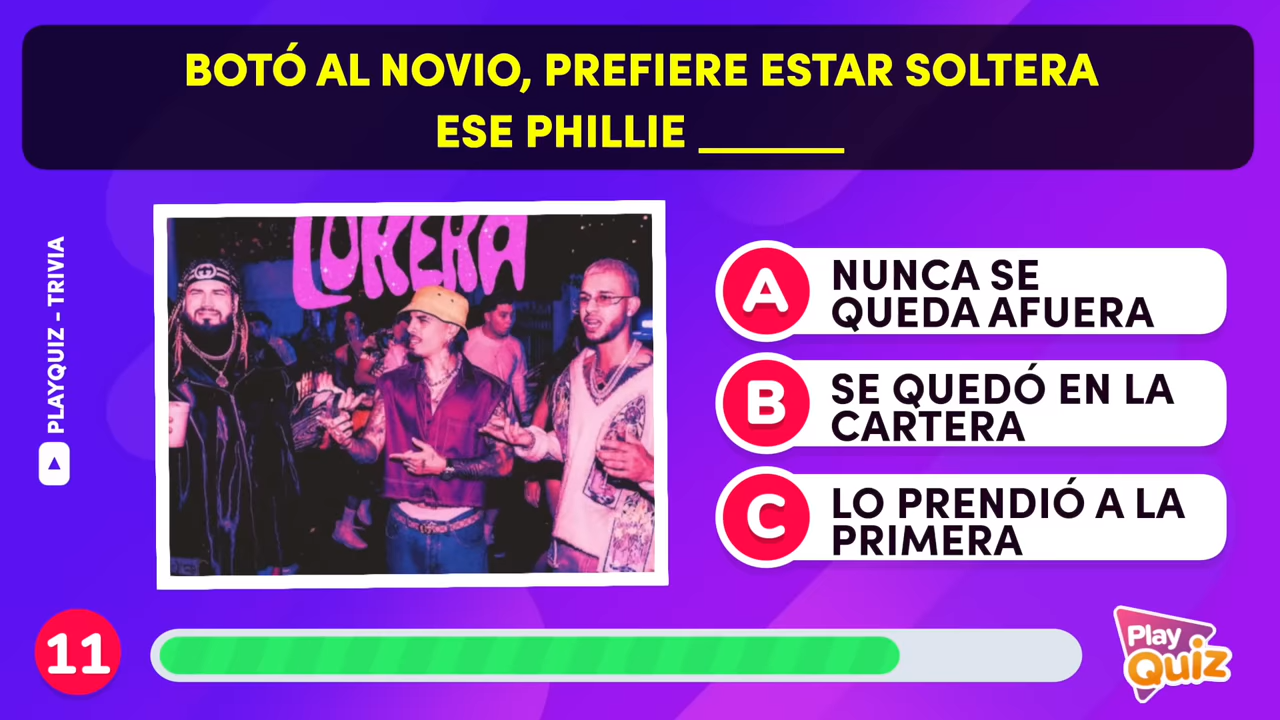 BOTÓ AL NOVIO, PREFIERE ESTAR SOLTERA
ESE PHILLIE ______
PLAYQUIZ - TRIVIA
LOKERA
A
NUNCA SE
QUEDA AFUERA
B
SE QUEDÓ EN LA
CARTERA
C
LO PRENDIÓ A LA
PRIMERA
11
Play
Quiz